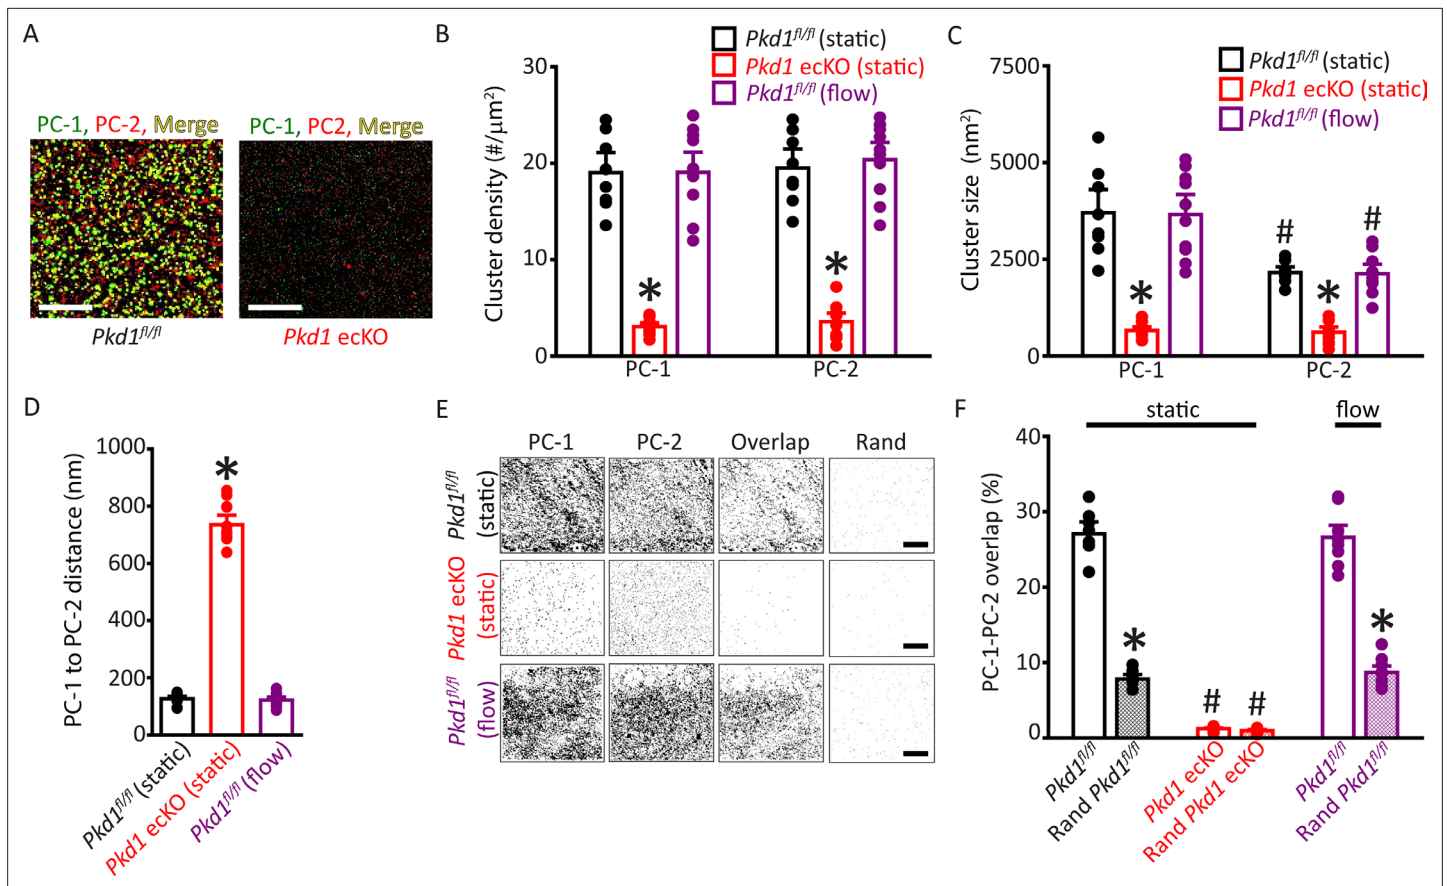 A
PC-1, PC-2, Merge
PC-1, PC2, Merge
Pkd1fl/fl
Pkd1 ecKO
B
Pkd1fl/fl (static)
Pkd1 ecKO (static)
Pkd1fl/fl (flow)
Cluster density (#/μm2)
30
20
10
0
*
*
PC-1
PC-2
C
Pkd1fl/fl (static)
Pkd1 ecKO (static)
Pkd1fl/fl (flow)
Cluster size (nm2)
7500
5000
2500
0
*
#
*
#
PC-1
PC-2
D
PC-1 to PC-2 distance (nm)
1000
800
600
400
200
0
*
Pkd1fl/fl (static)
Pkd1 ecKO (static)
Pkd1fl/fl (flow)
E
PC-1
PC-2
Overlap
Rand
Pkd1fl/fl
(static)
Pkd1 ecKO
(static)
Pkd1fl/fl
(flow)
F
static
flow
PC-1-PC-2 overlap (%)
40
30
20
10
0
*
#
#
*
Pkd1fl/fl
Rand Pkd1fl/fl
Pkd1 ecKO
Rand Pkd1 ecKO
Pkd1fl/fl
Rand Pkd1fl/fl